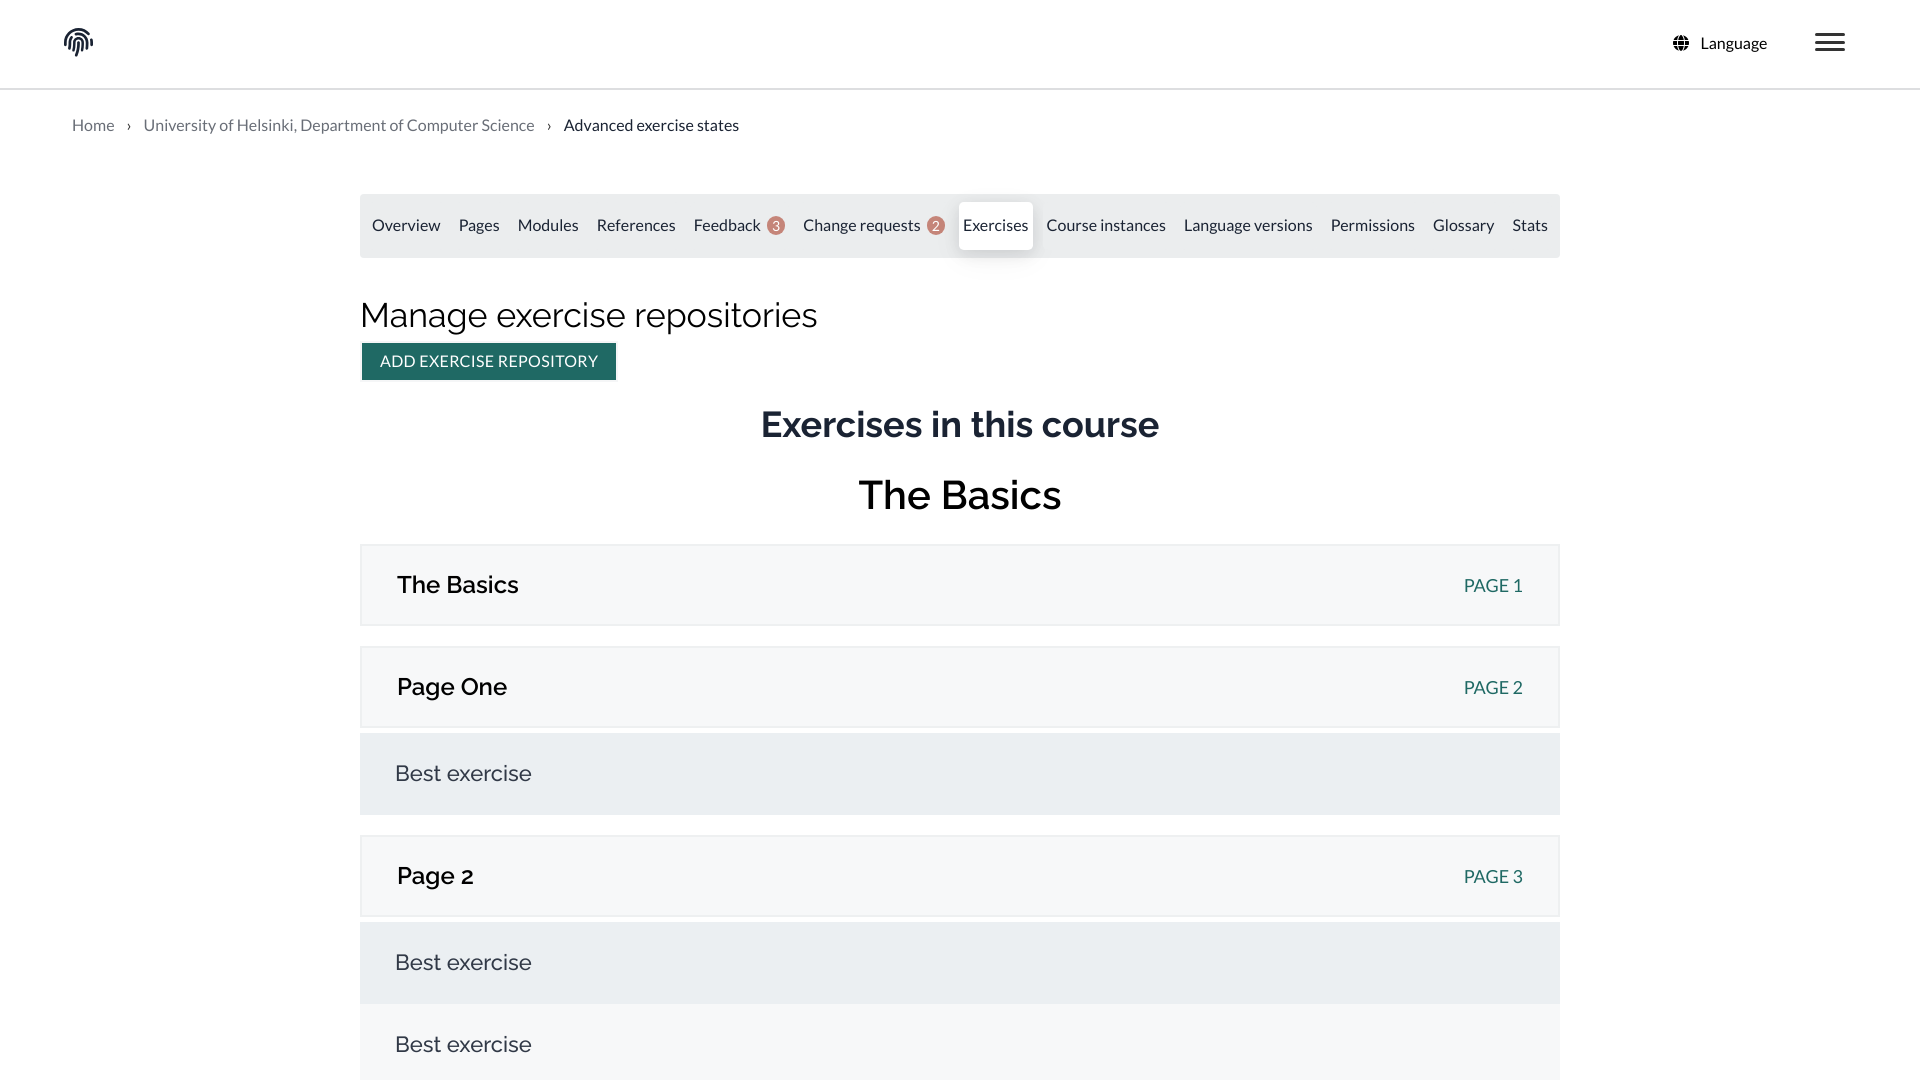 Language
Home › University of Helsinki, Department of Computer Science › Advanced exercise states
Overview Pages Modules References Feedback 3 Change requests 2 Exercises Course instances Language versions Permissions Glossary Stats
Manage exercise repositories
ADD EXERCISE REPOSITORY
Exercises in this course
The Basics
The Basics PAGE 1
Page One PAGE 2
Best exercise
Page 2 PAGE 3
Best exercise
Best exercise